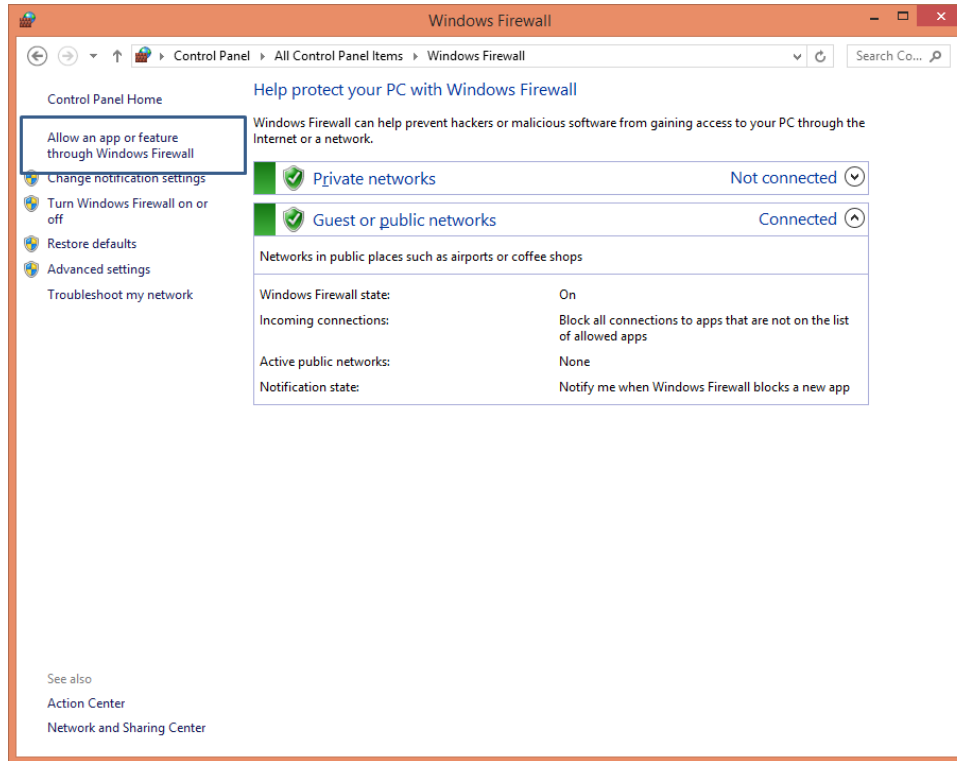 Windows Firewall
Control Panel All Control Panel Items Windows Firewall
Search Co...
Control Panel Home
Allow an app or feature
through Windows Firewall
Change notification settings
Turn Windows Firewall on or
off
Restore defaults
Advanced settings
Troubleshoot my network
Help protect your PC with Windows Firewall
Windows Firewall can help prevent hackers or malicious software from gaining access to your PC through the
Internet or a network.
Private networks Not connected
Guest or public networks Connected
Networks in public places such as airports or coffee shops
Windows Firewall state: On
Incoming connections: Block all connections to apps that are not on the list
of allowed apps
Active public networks: None
Notification state: Notify me when Windows Firewall blocks a new app
See also
Action Center
Network and Sharing Center